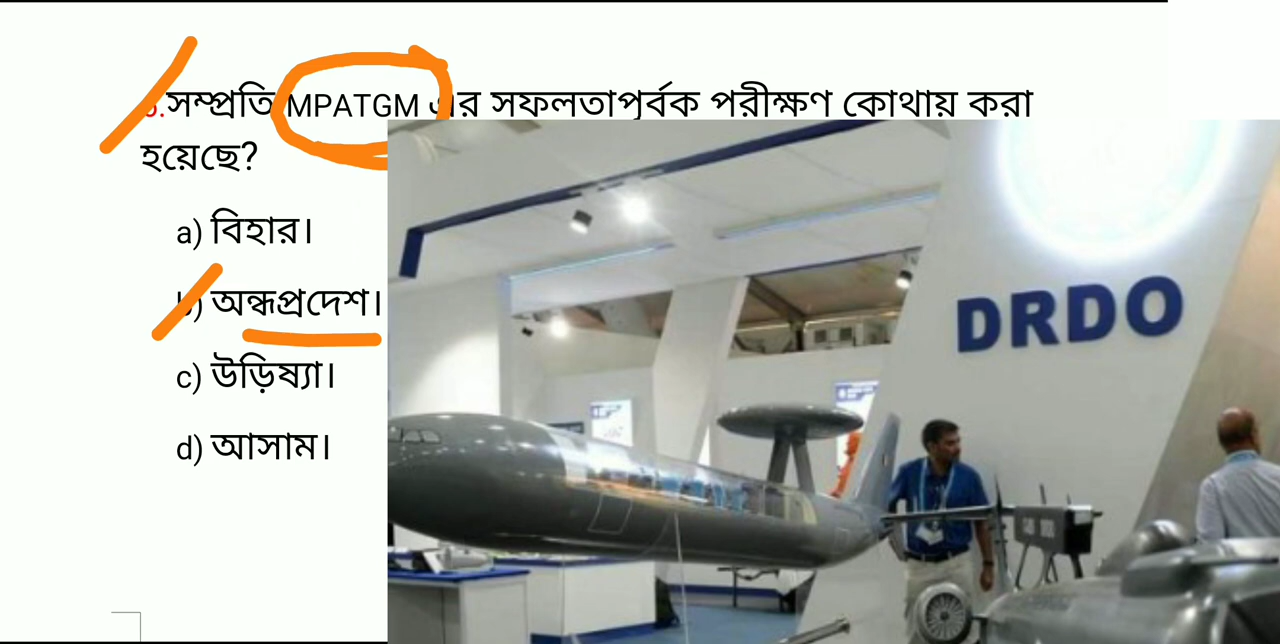 সম্প্রতি MPATGM এর সফলতাপূর্বক পরীক্ষণ কোথায় করা
হয়েছে?
a) বিহার।
b) অন্ধপ্রদেশ।
c) উড়িষ্যা।
d) আসাম।
DRDO